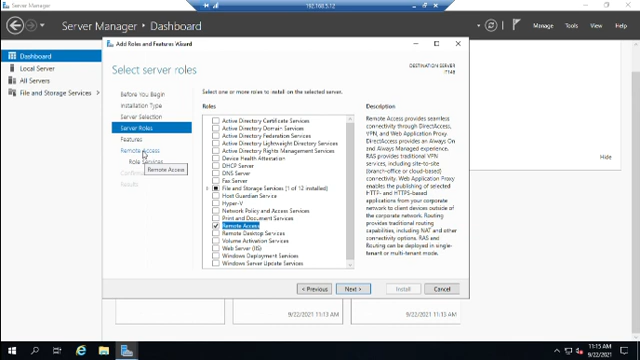 Server Manager
192.168.5.12
Server Manager ▸ Dashboard
Manage Tools View Help
Dashboard
Local Server
All Servers
File and Storage Services
Add Roles and Features Wizard
Select server roles
DESTINATION SERVER
Before You Begin
Installation Type
Server Selection
Server Roles
Features
Remote Access
Role Services
Results
Remote Access
Select one or more roles to install on the selected server.
Roles
Active Directory Certificate Services
Active Directory Domain Services
Active Directory Federation Services
Active Directory Lightweight Directory Services
Active Directory Rights Management Services
Device Health Attestation
DHCP Server
DNS Server
Fax Server
File and Storage Services (1 of 12 installed)
Host Guardian Service
Hyper-V
Network Policy and Access Services
Print and Document Services
Remote Access
Remote Desktop Services
Volume Activation Services
Web Server (IIS)
Windows Deployment Services
Windows Server Update Services
Description
Remote Access provides seamless
connectivity through DirectAccess,
VPN, and Web Application Proxy.
DirectAccess provides an Always On
and Always Managed experience.
RAS provides traditional VPN
services, including site-to-site
(branch-office or cloud-based)
connectivity. Web Application Proxy
enables the publishing of selected
HTTP- and HTTPS-based
applications from your corporate
network to client devices outside of
the corporate network. Routing
provides traditional routing
capabilities, including NAT and other
connectivity options. RAS and
Routing can be deployed in single-
tenant or multi-tenant mode.
Hide
< Previous
Next >
Install
Cancel
9/22/2021 11:13 AM
9/22/2021 11:13 AM
11:15 AM
9/22/2021